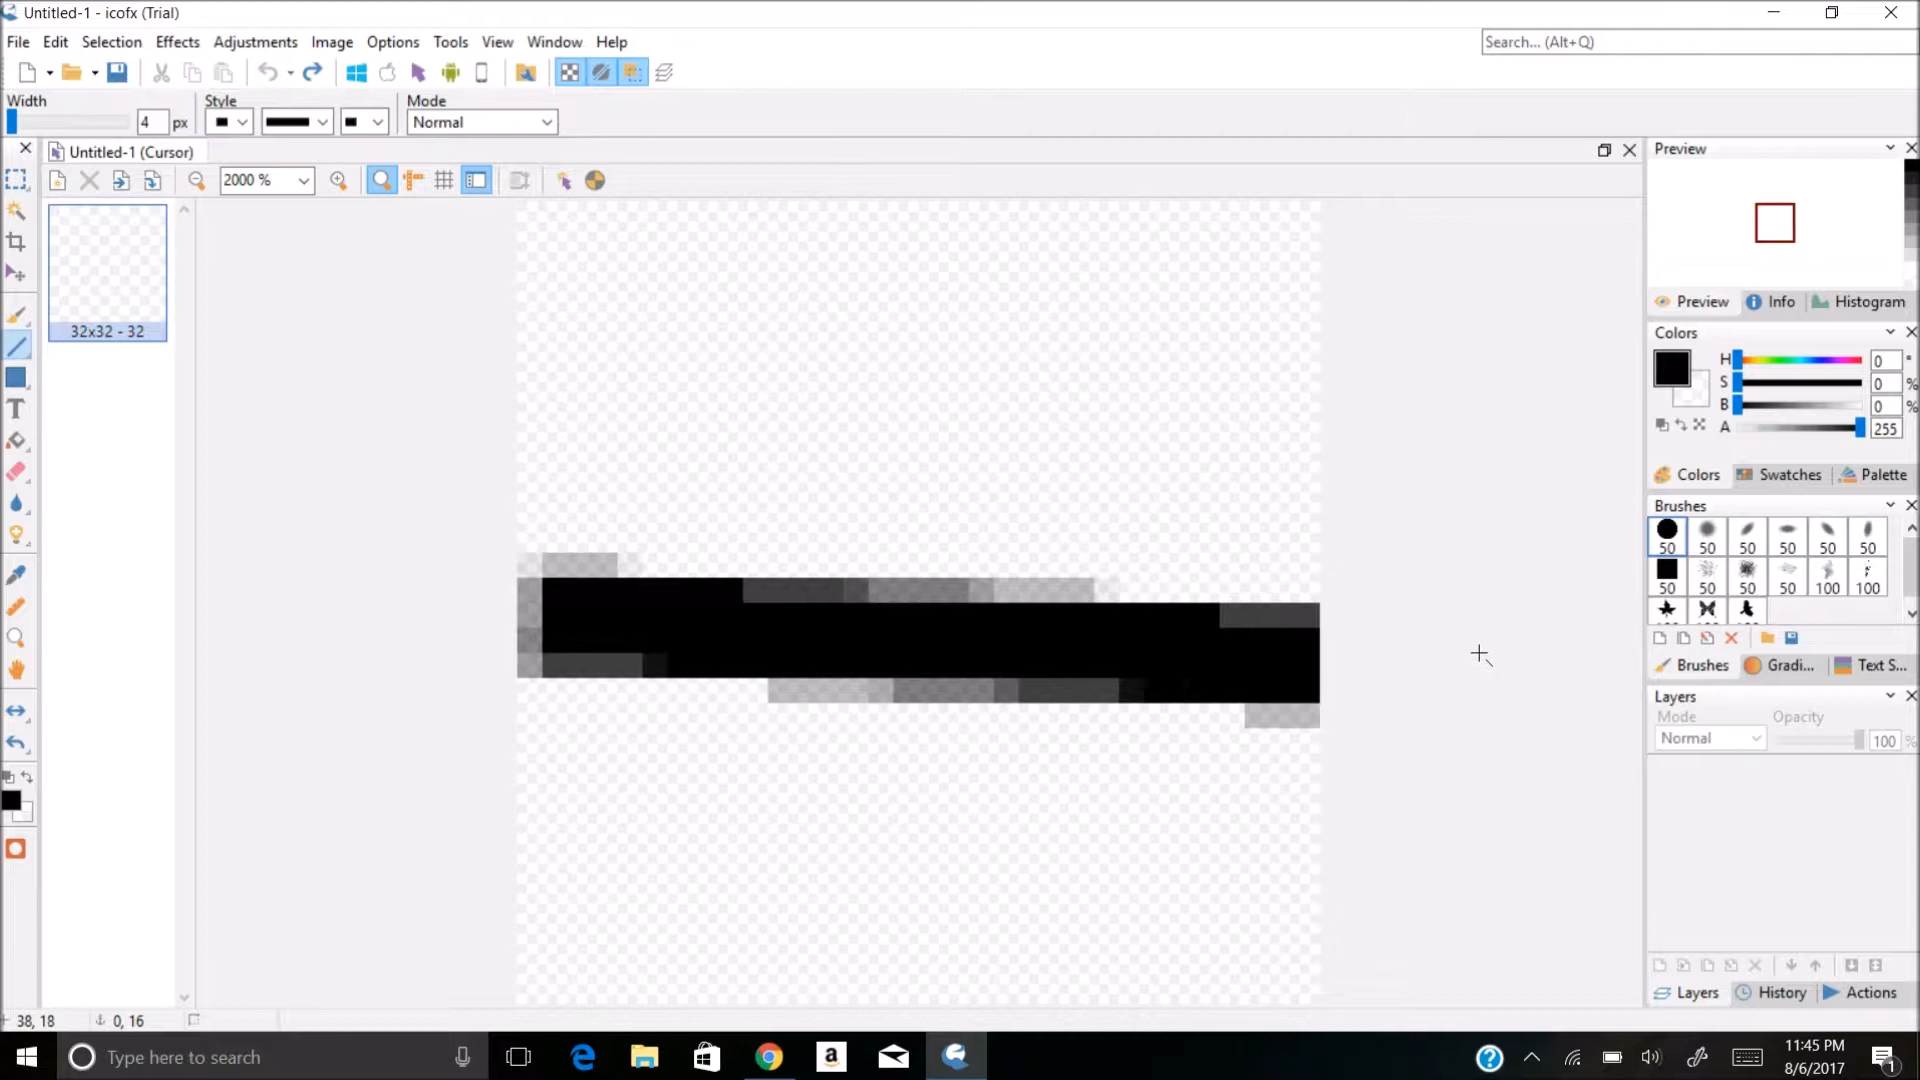 Untitled-1 - icofx (Trial)
File Edit Selection Effects Adjustments Image Options Tools View Window Help
Search... (Alt+Q)
Width Style Mode
4 px Normal
Untitled-1 (Cursor)
2000 %
32x32 - 32
Preview
Preview Info Histogram
Colors
H 0 °
S 0 %
B 0 %
A 255
Colors Swatches Palette
Brushes
50 50 50 50 50 50
50 50 50 50 100 100
Brushes Gradi... Text S...
Layers
Mode Opacity
Normal 100 %
Layers History Actions
38, 18 0, 16
Type here to search
a
11:45 PM
8/6/2017
1